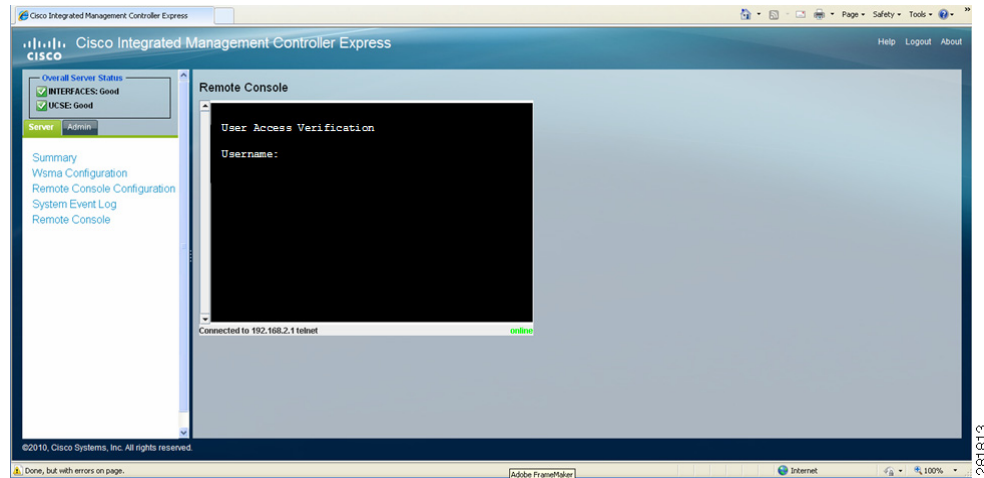 Cisco Integrated Management Controller Express
Page
Safety
Tools
CISCO
Cisco Integrated Management Controller Express
Help Logout About
Overall Server Status
INTERFACES: Good
UCSE: Good
Server Admin
Summary
Wsma Configuration
Remote Console Configuration
System Event Log
Remote Console
Remote Console
User Access Verification
Username:
Connected to 192.168.2.1 telnet
online
©2010, Cisco Systems, Inc. All rights reserved.
Done, but with errors on page.
Adobe FrameMaker
Internet
100%
281813